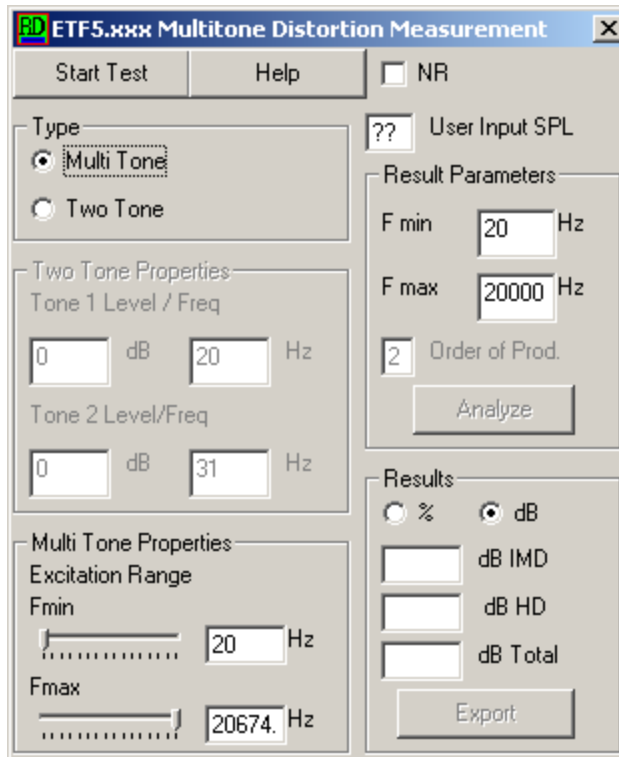 RD ETF5.xxx Multitone Distortion Measurement
Start Test Help NR
Type
Multi Tone
Two Tone
Two Tone Properties
Tone 1 Level / Freq
0 dB 20 Hz
Tone 2 Level/Freq
0 dB 31 Hz
Multi Tone Properties
Excitation Range
Fmin
20 Hz
Fmax
20674. Hz
?? User Input SPL
Result Parameters
F min 20 Hz
F max 20000 Hz
2 Order of Prod.
Analyze
Results
% dB
dB IMD
dB HD
dB Total
Export